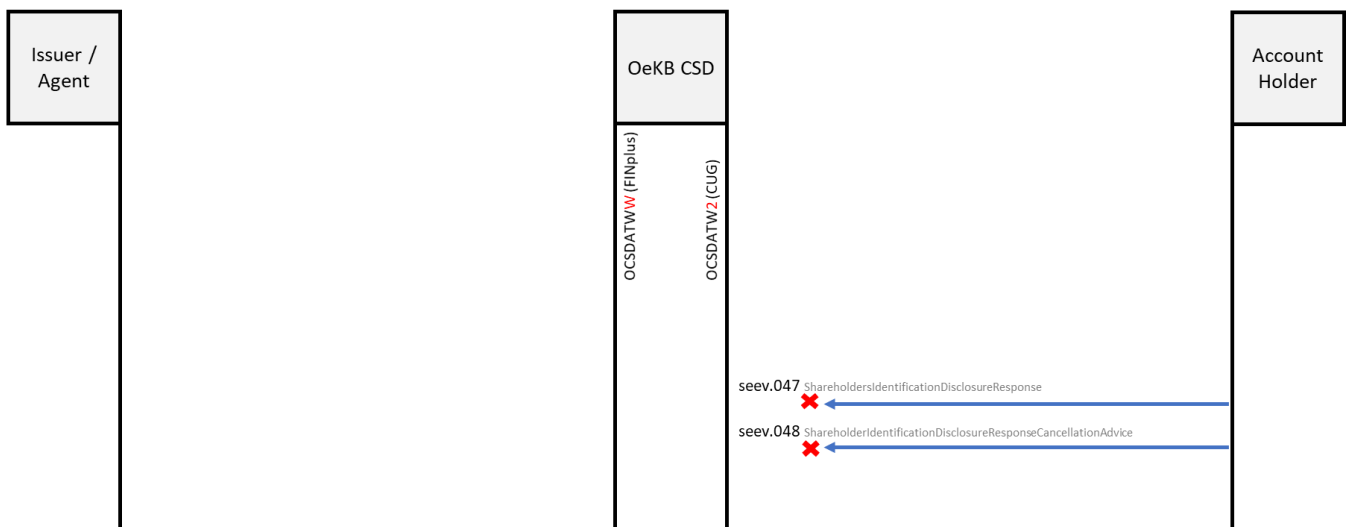 Issuer /
Agent
OeKB CSD
Account
Holder
OCSDATWW (FINplus)
OCSDATW2 (CUG)
seev.047 ShareholdersIdentificationDisclosureResponse
seev.048 ShareholderIdentificationDisclosureResponseCancellationAdvice